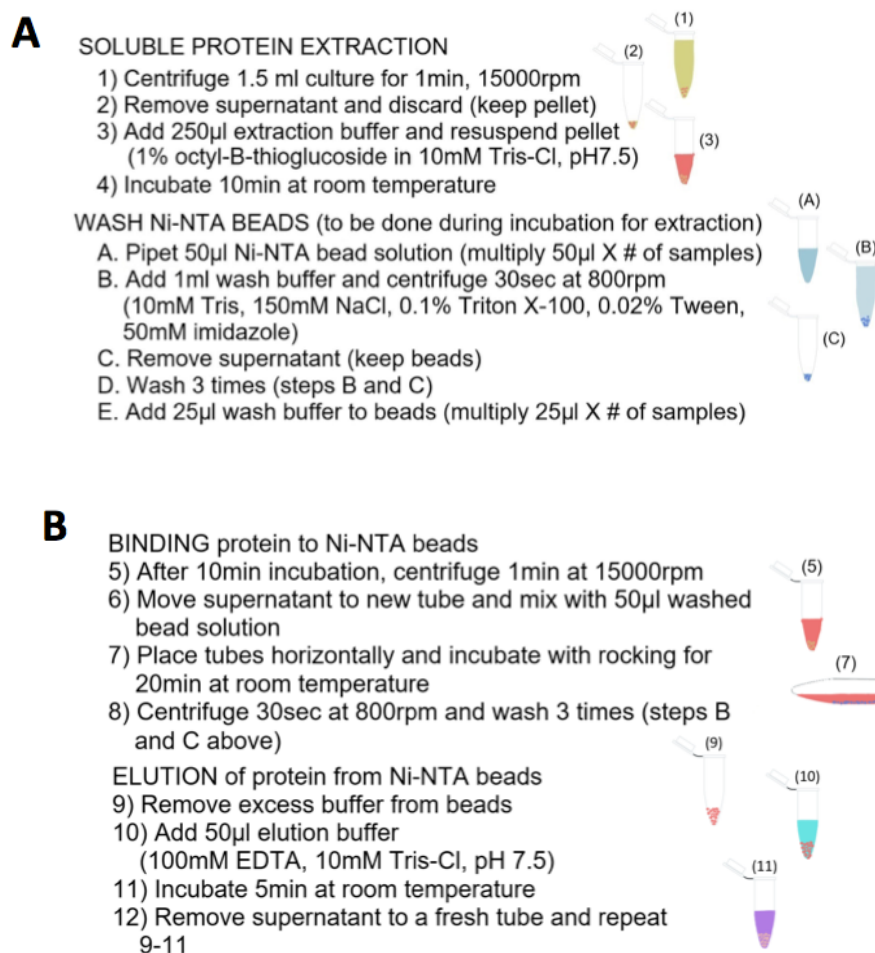 A
SOLUBLE PROTEIN EXTRACTION
1) Centrifuge 1.5 ml culture for 1min, 15000rpm
2) Remove supernatant and discard (keep pellet)
3) Add 250µl extraction buffer and resuspend pellet
(1% octyl-B-thioglucoside in 10mM Tris-Cl, pH7.5)
4) Incubate 10min at room temperature
(1)
(2)
(3)
WASH Ni-NTA BEADS (to be done during incubation for extraction)
A. Pipet 50µl Ni-NTA bead solution (multiply 50µl X # of samples)
B. Add 1ml wash buffer and centrifuge 30sec at 800rpm
(10mM Tris, 150mM NaCl, 0.1% Triton X-100, 0.02% Tween,
50mM imidazole)
C. Remove supernatant (keep beads)
D. Wash 3 times (steps B and C)
E. Add 25µl wash buffer to beads (multiply 25µl X # of samples)
(A)
(B)
(C)
B
BINDING protein to Ni-NTA beads
5) After 10min incubation, centrifuge 1min at 15000rpm
6) Move supernatant to new tube and mix with 50µl washed
bead solution
7) Place tubes horizontally and incubate with rocking for
20min at room temperature
8) Centrifuge 30sec at 800rpm and wash 3 times (steps B
and C above)
(5)
(7)
ELUTION of protein from Ni-NTA beads
9) Remove excess buffer from beads
10) Add 50µl elution buffer
(100mM EDTA, 10mM Tris-Cl, pH 7.5)
11) Incubate 5min at room temperature
12) Remove supernatant to a fresh tube and repeat
9-11
(9)
(10)
(11)